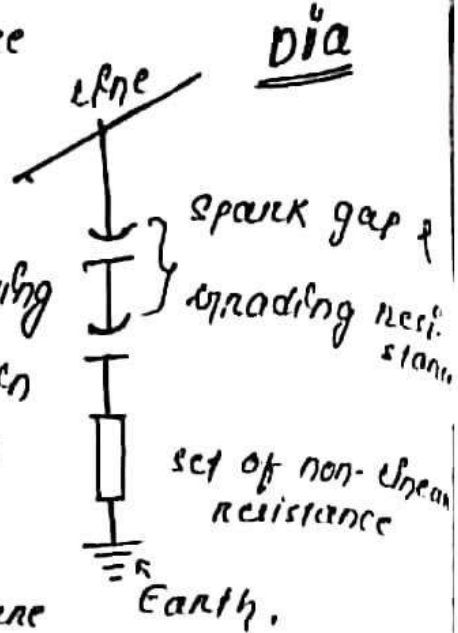 Dia
line
spark gap &
grading resi.
stance
set of non-linear
resistance
Earth.